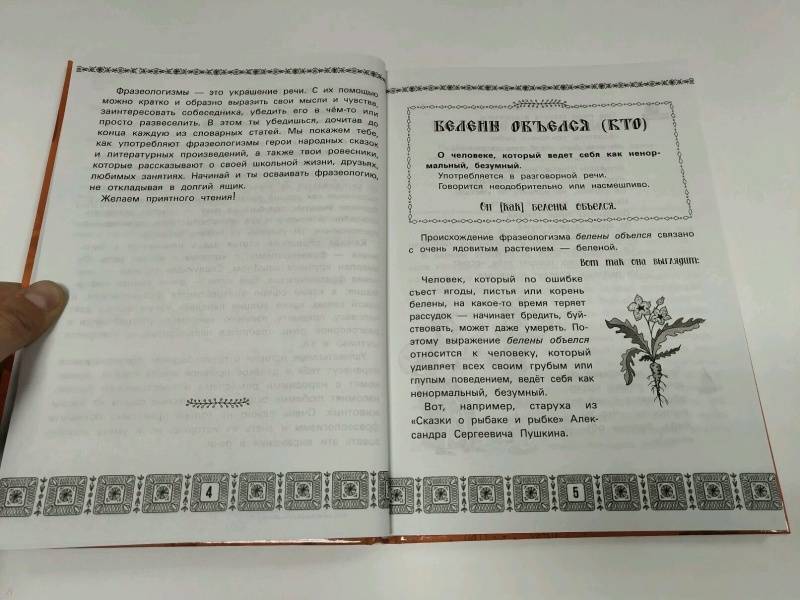 Фразеологизмы — это украшение речи. С их помощью
можно кратко и образно выразить свои мысли и чувства,
заинтересовать собеседника, убедить его в чём-то или
просто развеселить. В этом ты убедишься, дочитав до
конца каждую из словарных статей. Мы покажем тебе,
как употребляют фразеологизмы герои народных сказок
и литературных произведений, а также твои ровесники,
которые рассказывают о своей школьной жизни, друзьях,
любимых занятиях. Начинай и ты осваивать фразеологию,
не откладывая в долгий ящик.
Желаем приятного чтения!
4
БЕЛЕНЫ ОБЪЕЛСЯ (КТО)
О человеке, который ведет себя как ненор-
мальный, безумный.
Употребляется в разговорной речи.
Говорится неодобрительно или насмешливо.
Он [как] белены объелся.
Происхождение фразеологизма белены объелся связано
с очень ядовитым растением — беленой.
Вот так она выглядит:
Человек, который по ошибке
съест ягоды, листья или корень
белены, на какое-то время теряет
рассудок — начинает бредить, буй-
ствовать, может даже умереть. По-
этому выражение белены объелся
относится к человеку, который
удивляет всех своим грубым или
глупым поведением, ведёт себя как
ненормальный, безумный.
Вот, например, старуха из
«Сказки о рыбаке и рыбке» Алек-
сандра Сергеевича Пушкина.
5